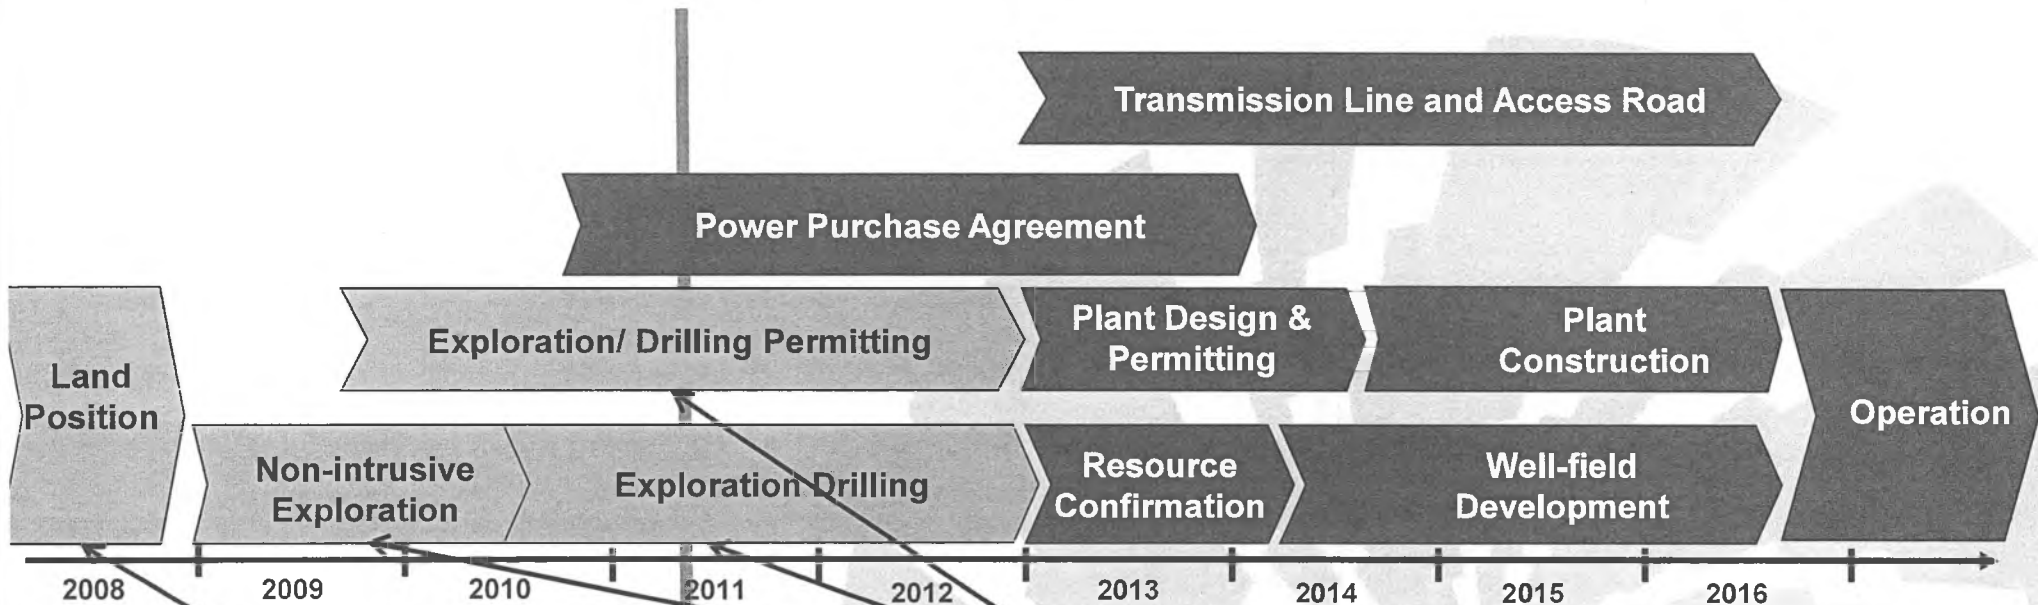 Transmission Line and Access Road
Power Purchase Agreement
Land
Position
Exploration/ Drilling Permitting
Plant Design &
Permitting
Plant
Construction
Operation
Non-intrusive
Exploration
Exploration Drilling
Resource
Confirmation
Well-field
Development
2008
2009
2010
2011
2012
2013
2014
2015
2016